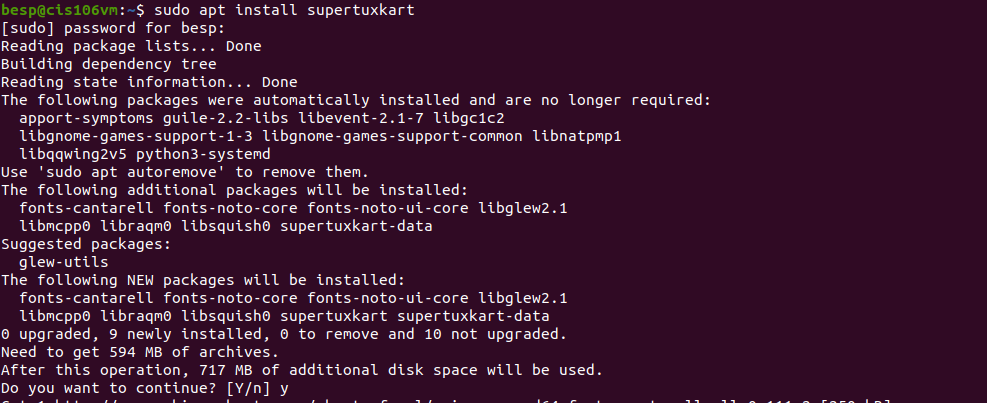 besp@cis106vm:~$ sudo apt install supertuxkart
[sudo] password for besp:
Reading package lists... Done
Building dependency tree
Reading state information... Done
The following packages were automatically installed and are no longer required:
  apport-symptoms guile-2.2-libs libevent-2.1-7 libgc1c2
  libgnome-games-support-1-3 libgnome-games-support-common libnatpmp1
  libqqwing2v5 python3-systemd
Use 'sudo apt autoremove' to remove them.
The following additional packages will be installed:
  fonts-cantarell fonts-noto-core fonts-noto-ui-core libglew2.1
  libmcpp0 libraqm0 libsquish0 supertuxkart-data
Suggested packages:
  glew-utils
The following NEW packages will be installed:
  fonts-cantarell fonts-noto-core fonts-noto-ui-core libglew2.1
  libmcpp0 libraqm0 libsquish0 supertuxkart supertuxkart-data
0 upgraded, 9 newly installed, 0 to remove and 10 not upgraded.
Need to get 594 MB of archives.
After this operation, 717 MB of additional disk space will be used.
Do you want to continue? [Y/n] y